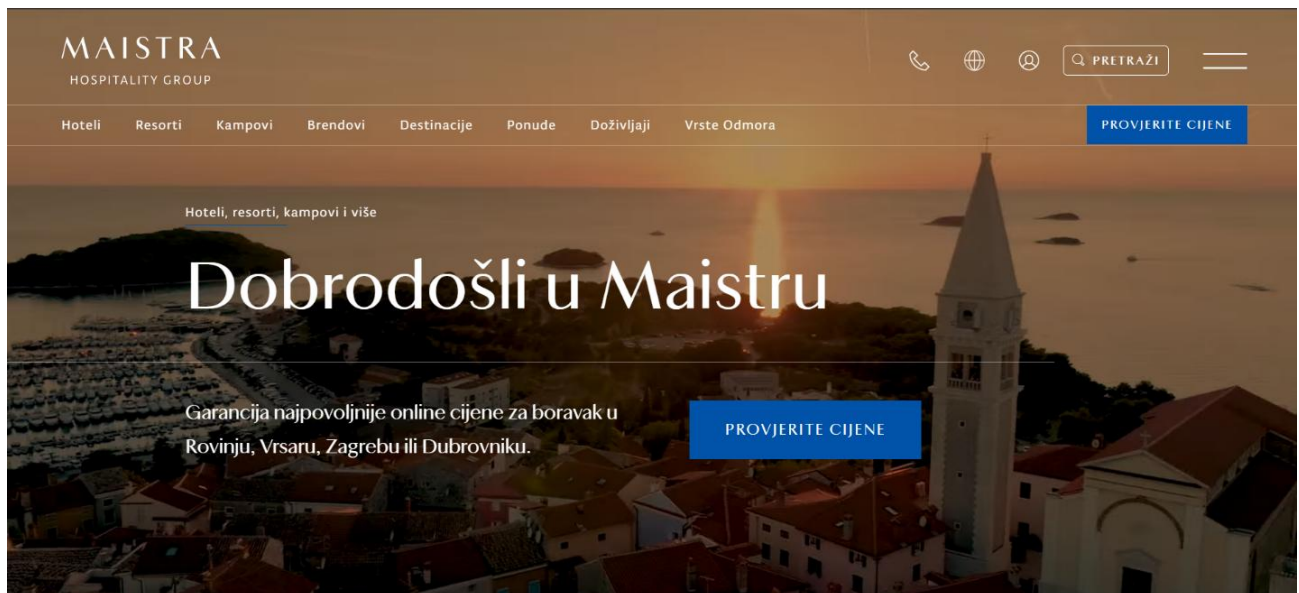 MAISTRA
HOSPITALITY GROUP
PRETRAŽI
Hoteli Resorti Kampovi Brendovi Destinacije Ponude Doživljaji Vrste Odmora
PROVJERITE CIJENE
Hoteli, resorti, kampovi i više
Dobrodošli u Maistru
Garancija najpovoljnije online cijene za boravak u
Rovinju, Vrsaru, Zagrebu ili Dubrovniku.
PROVJERITE CIJENE